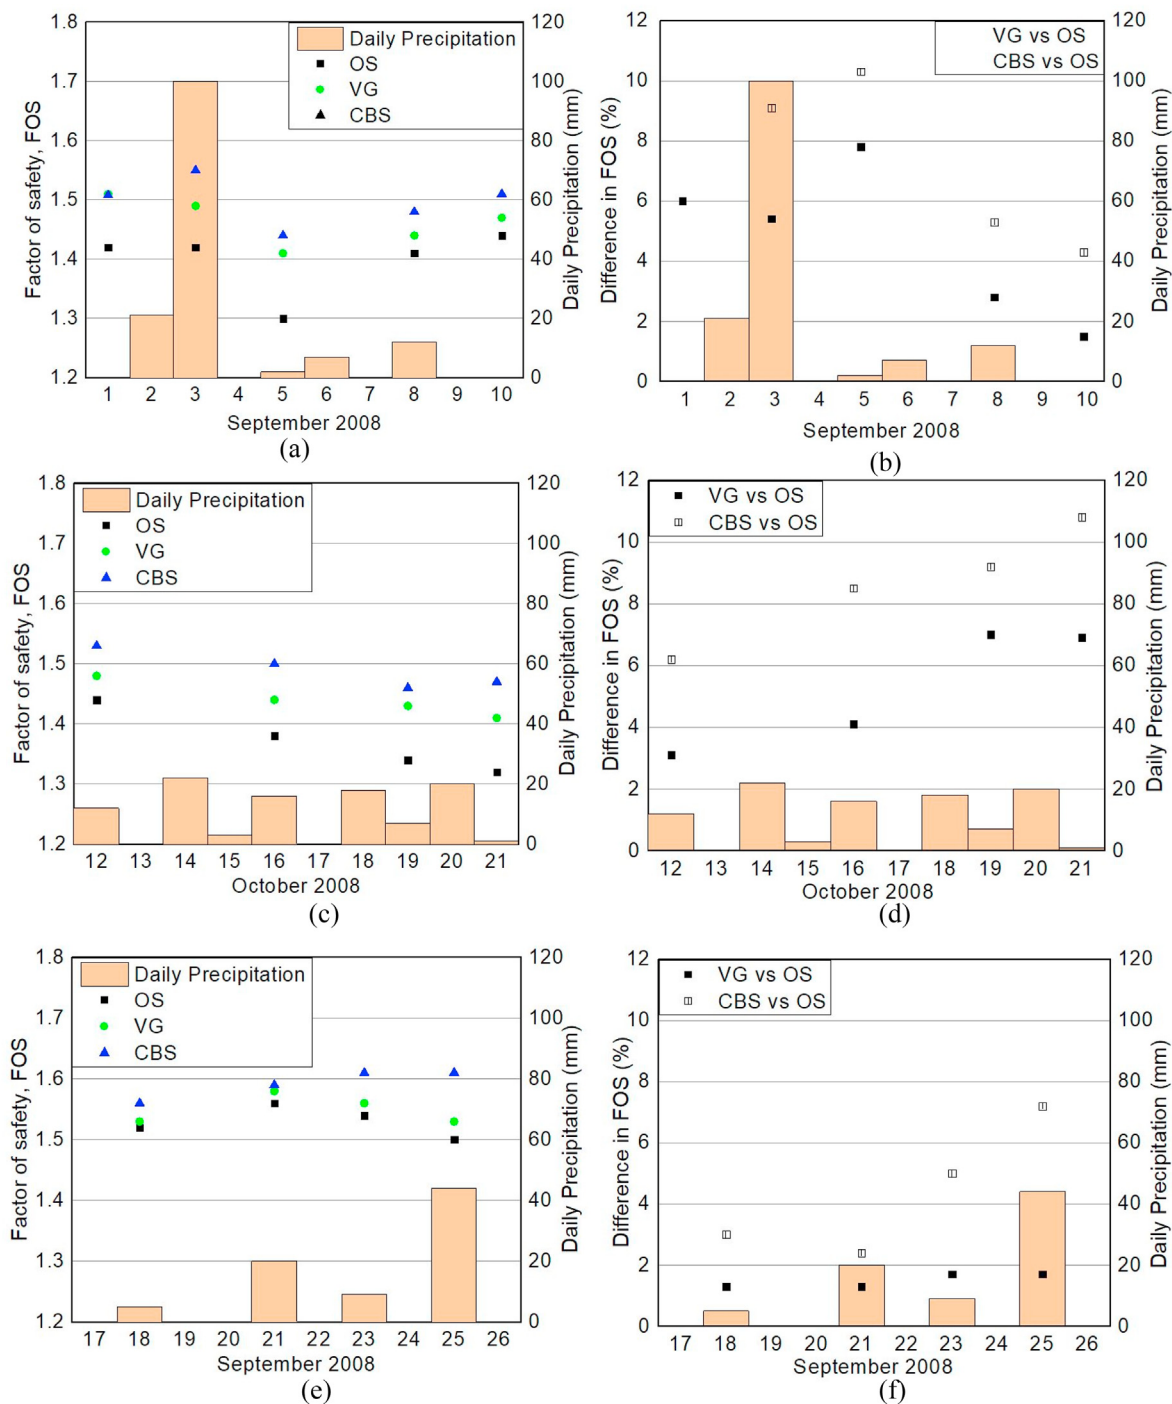 1.8
1.7
1.6
1.5
1.4
1.3
1.2
Factor of safety, FOS
Daily Precipitation
OS
VG
CBS
120
100
80
60
40
20
0
Daily Precipitation (mm)
1 2 3 4 5 6 7 8 9 10
September 2008
(a)
12
10
8
6
4
2
0
Difference in FOS (%)
VG vs OS
CBS vs OS
120
100
80
60
40
20
0
Daily Precipitation (mm)
1 2 3 4 5 6 7 8 9 10
September 2008
(b)
1.8
1.7
1.6
1.5
1.4
1.3
1.2
Factor of safety, FOS
Daily Precipitation
OS
VG
CBS
120
100
80
60
40
20
0
Daily Precipitation (mm)
12 13 14 15 16 17 18 19 20 21
October 2008
(c)
12
10
8
6
4
2
0
Difference in FOS (%)
VG vs OS
CBS vs OS
120
100
80
60
40
20
0
Daily Precipitation (mm)
12 13 14 15 16 17 18 19 20 21
October 2008
(d)
1.8
1.7
1.6
1.5
1.4
1.3
1.2
Factor of safety, FOS
Daily Precipitation
OS
VG
CBS
120
100
80
60
40
20
0
Daily Precipitation (mm)
17 18 19 20 21 22 23 24 25 26
September 2008
(e)
12
10
8
6
4
2
0
Difference in FOS (%)
VG vs OS
CBS vs OS
120
100
80
60
40
20
0
Daily Precipitation (mm)
17 18 19 20 21 22 23 24 25 26
September 2008
(f)